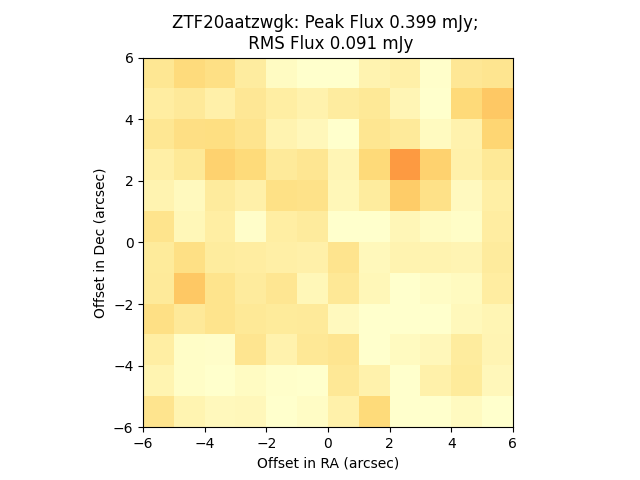 ZTF20aatzwgk: Peak Flux 0.399 mJy;
RMS Flux 0.091 mJy
6
4
2
0
−2
−4
−6
Offset in Dec (arcsec)
−6 −4 −2 0 2 4 6
Offset in RA (arcsec)